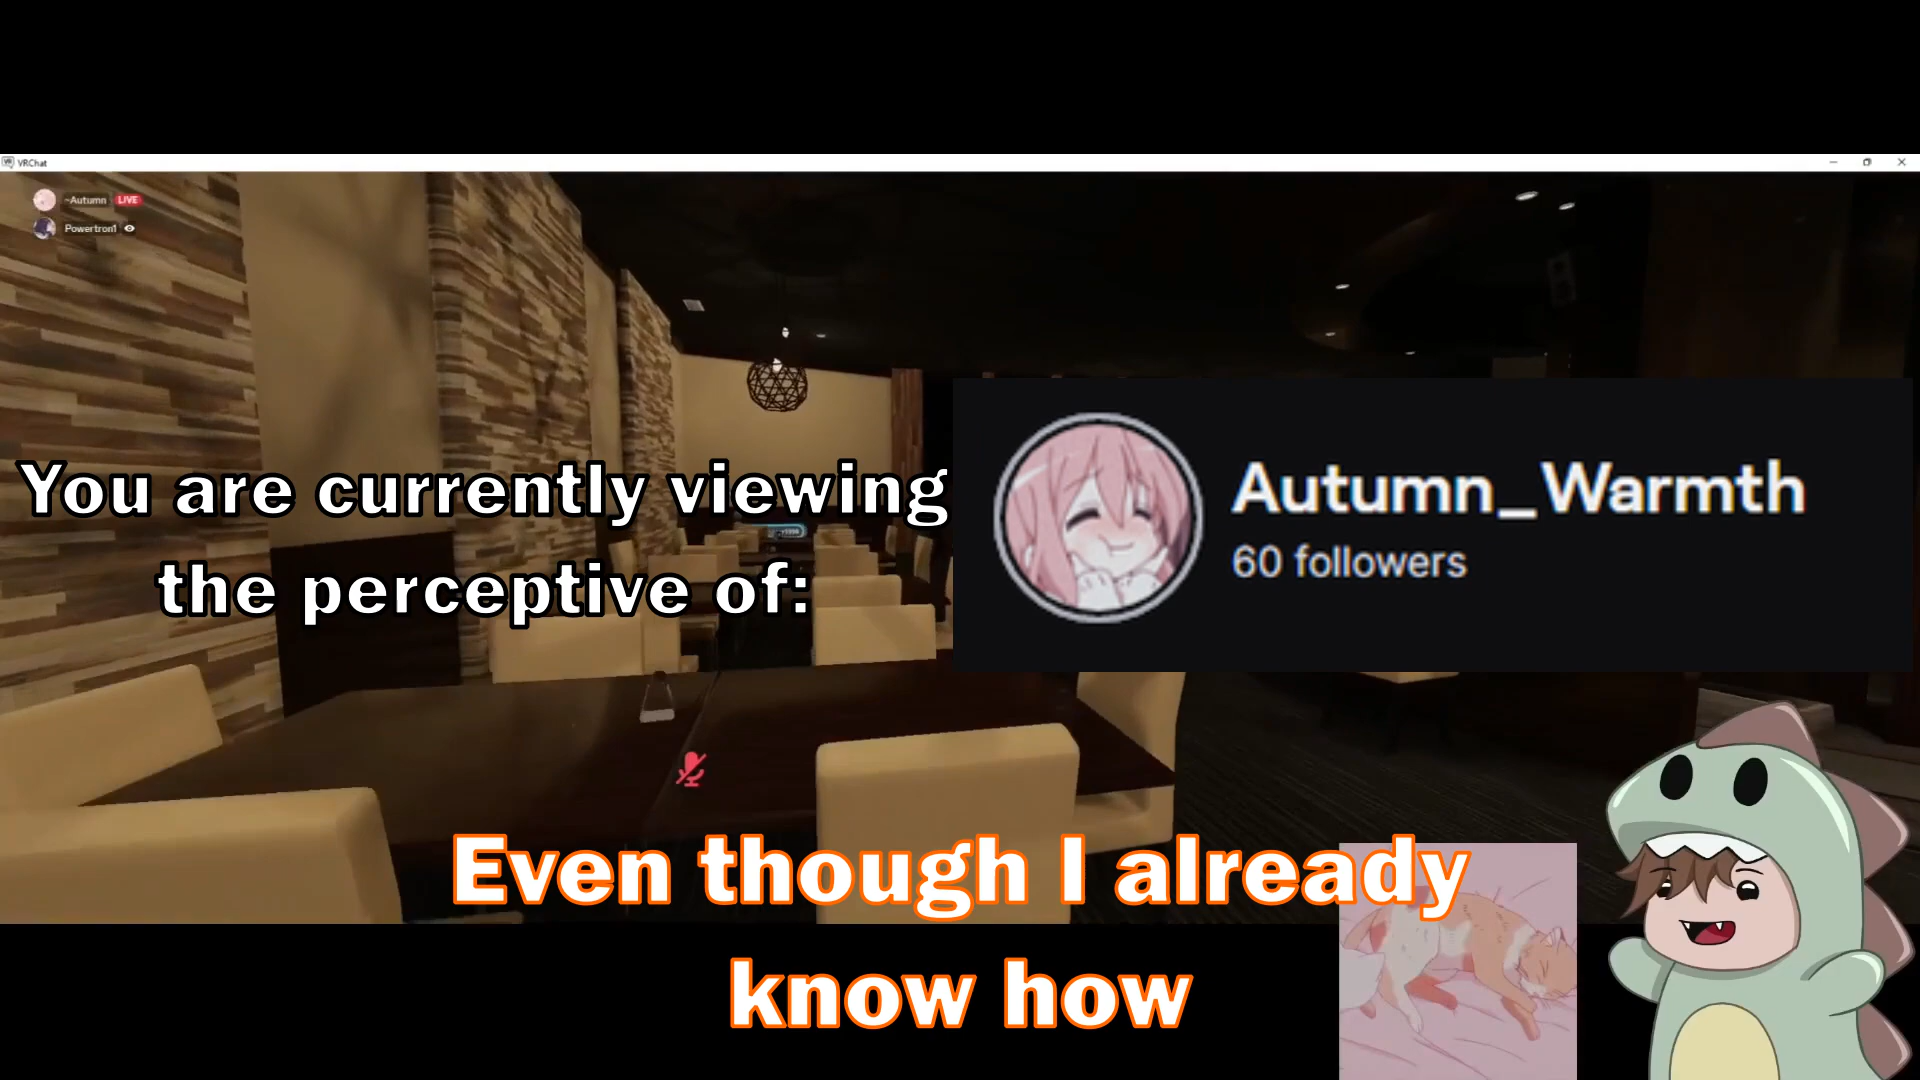 VRChat
~Autumn LIVE
Powertron1
You are currently viewing
the perceptive of:
Autumn_Warmth
60 followers
Even though I already
know how